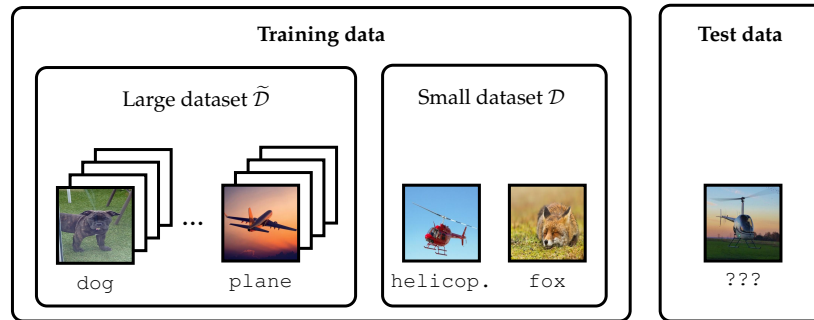 Training data
Test data
Large dataset D̃
Small dataset D
...
dog
plane
helicop.
fox
???